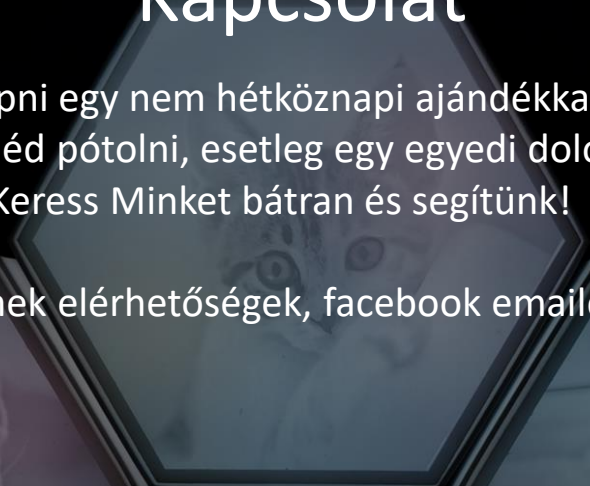 Kapcsolat
pni egy nem hétköznapi ajándékka
éd pótolni, esetleg egy egyedi dolo
Keress Minket bátran és segítünk!
nek elérhetőségek, facebook emaile